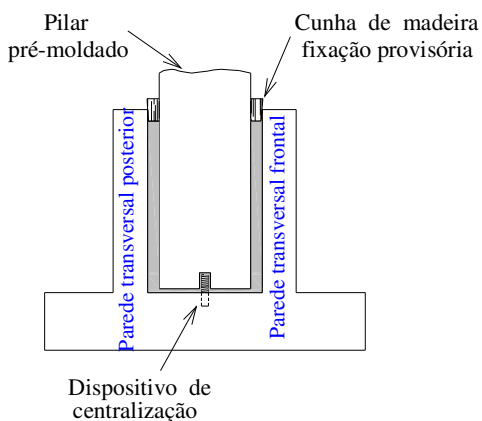 Pilar
pré-moldado
Cunha de madeira
fixação provisória
Parede transversal posterior
Parede transversal frontal
Dispositivo de
centralização